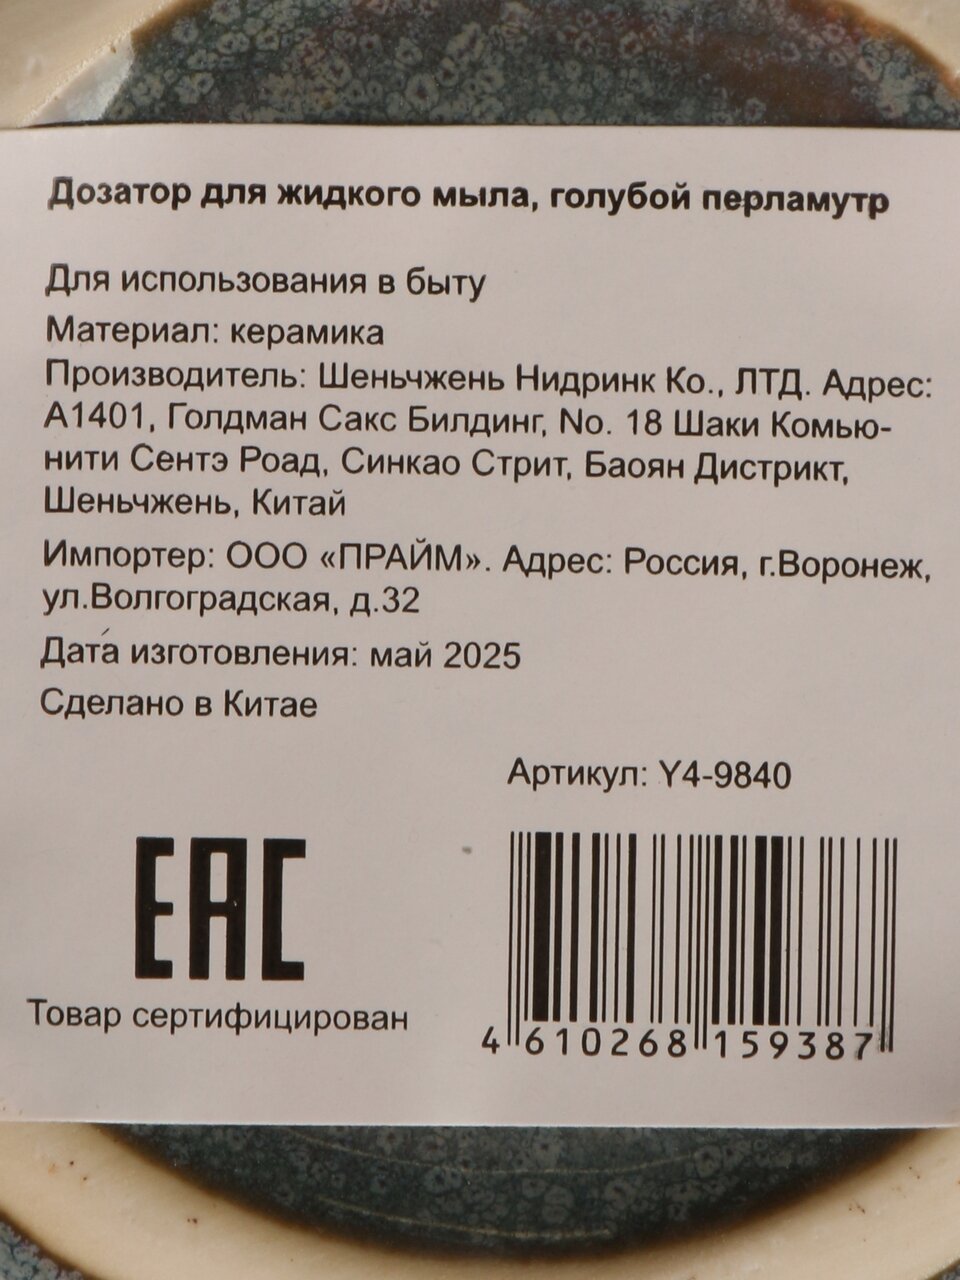 Дозатор для жидкого мыла, голубой перламутр
Для использования в быту
Материал: керамика
Производитель: Шеньчжень Нидринк Ко., ЛТД. Адрес:
А1401, Голдман Сакс Билдинг, No. 18 Шаки Комью-
нити Сентэ Роад, Синкао Стрит, Баоян Дистрикт,
Шеньчжень, Китай
Импортер: ООО «ПРАЙМ». Адрес: Россия, г.Воронеж,
ул.Волгоградская, д.32
Дата изготовления: май 2025
Сделано в Китае
Артикул: Y4-9840
EAC
Товар сертифицирован
4 610268 159387